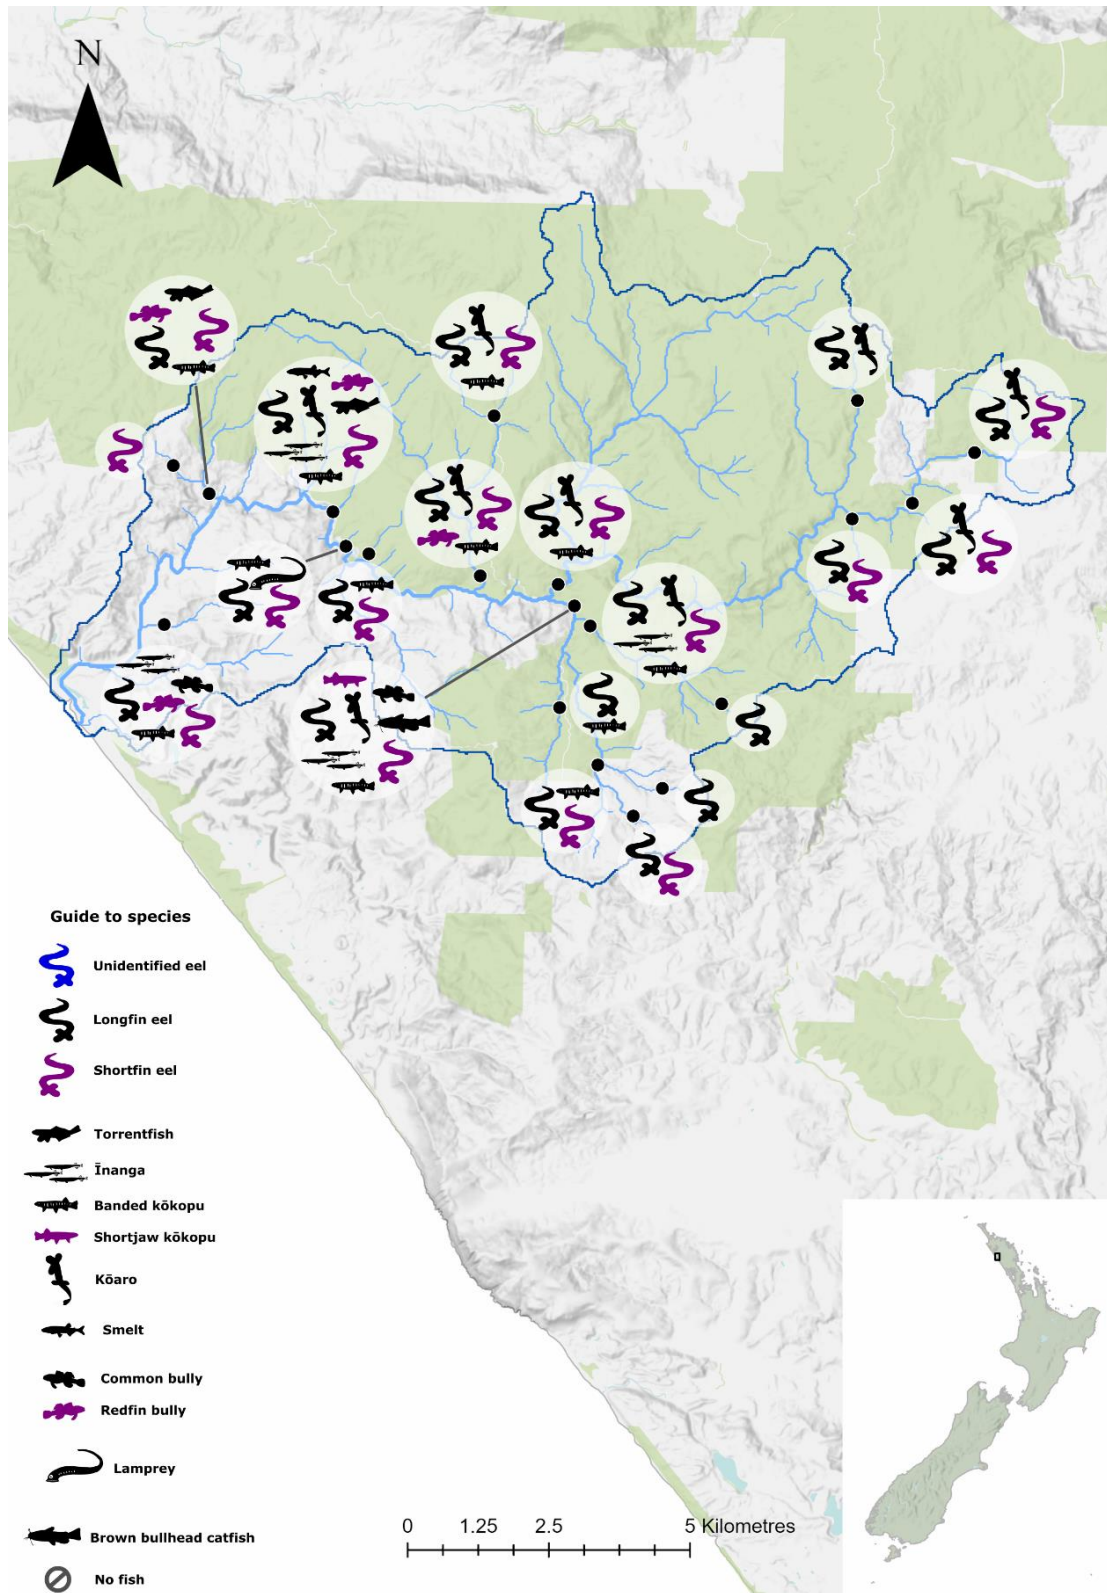 N
Guide to species
Unidentified eel
Longfin eel
Shortfin eel
Torrentfish
Īnanga
Banded kōkopu
Shortjaw kōkopu
Kōaro
Smelt
Common bully
Redfin bully
Lamprey
Brown bullhead catfish
No fish
0 1.25 2.5 5 Kilometres